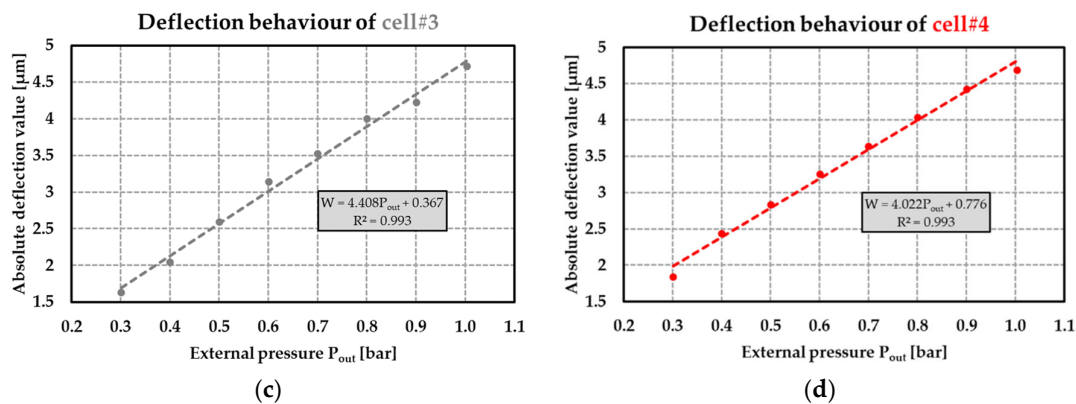 Deflection behaviour of cell#3
Absolute deflection value [µm]
5
4.5
4
3.5
3
2.5
2
1.5
W = 4.408Pout + 0.367
R² = 0.993
0.2 0.3 0.4 0.5 0.6 0.7 0.8 0.9 1.0 1.1
External pressure Pout [bar]
(c)
Deflection behaviour of cell#4
Absolute deflection value [µm]
5
4.5
4
3.5
3
2.5
2
1.5
W = 4.022Pout + 0.776
R² = 0.993
0.2 0.3 0.4 0.5 0.6 0.7 0.8 0.9 1.0 1.1
External pressure Pout [bar]
(d)